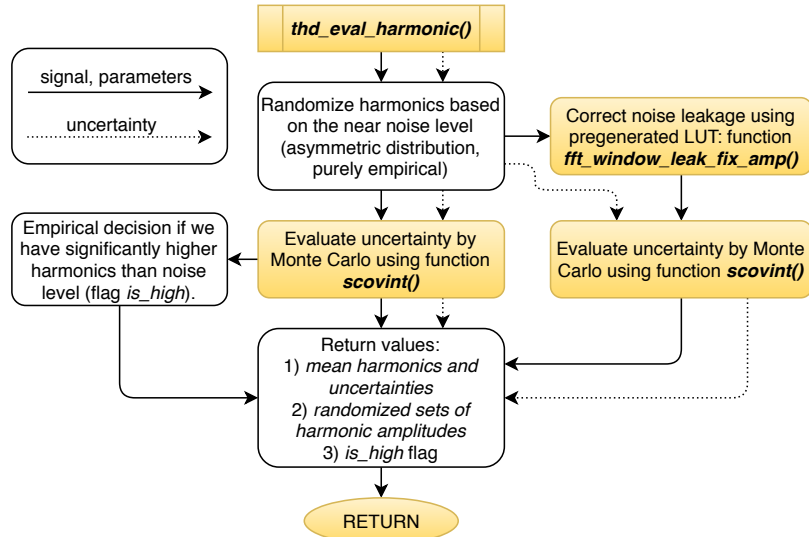 thd_eval_harmonic()
signal, parameters
uncertainty
Randomize harmonics based
on the near noise level
(asymmetric distribution,
purely empirical)
Correct noise leakage using
pregenerated LUT: function
fft_window_leak_fix_amp()
Empirical decision if we
have significantly higher
harmonics than noise
level (flag is_high).
Evaluate uncertainty by
Monte Carlo using function
scovint()
Evaluate uncertainty by Monte
Carlo using function scovint()
Return values:
1) mean harmonics and
uncertainties
2) randomized sets of
harmonic amplitudes
3) is_high flag
RETURN